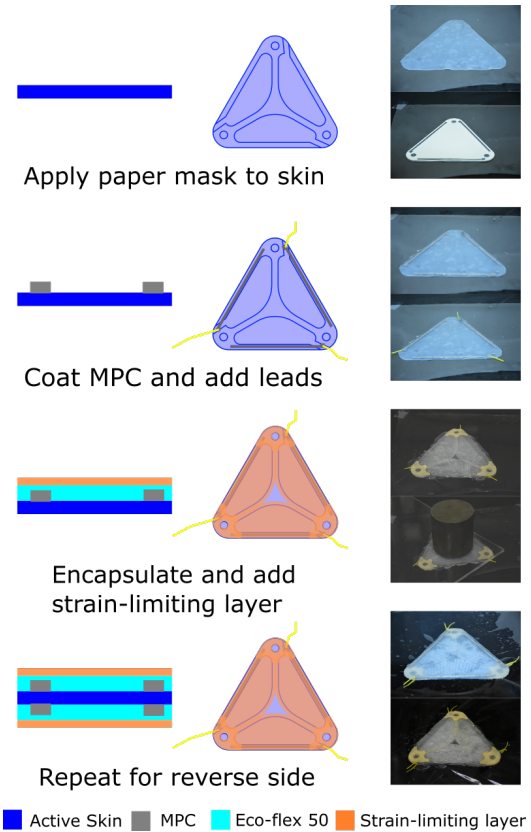 Apply paper mask to skin
Coat MPC and add leads
Encapsulate and add
strain-limiting layer
Repeat for reverse side
Active Skin MPC Eco-flex 50 Strain-limiting layer